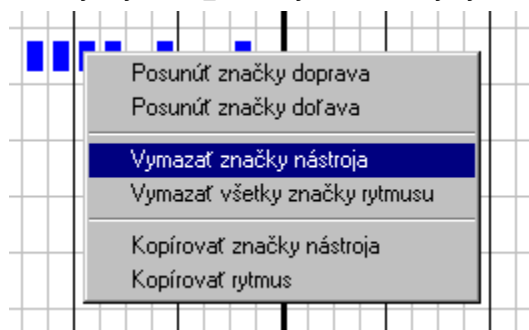 Posunúť značky doprava
Posunúť značky doľava
Vymazať značky nástroja
Vymazať všetky značky rytmusu
Kopírovať značky nástroja
Kopírovať rytmus